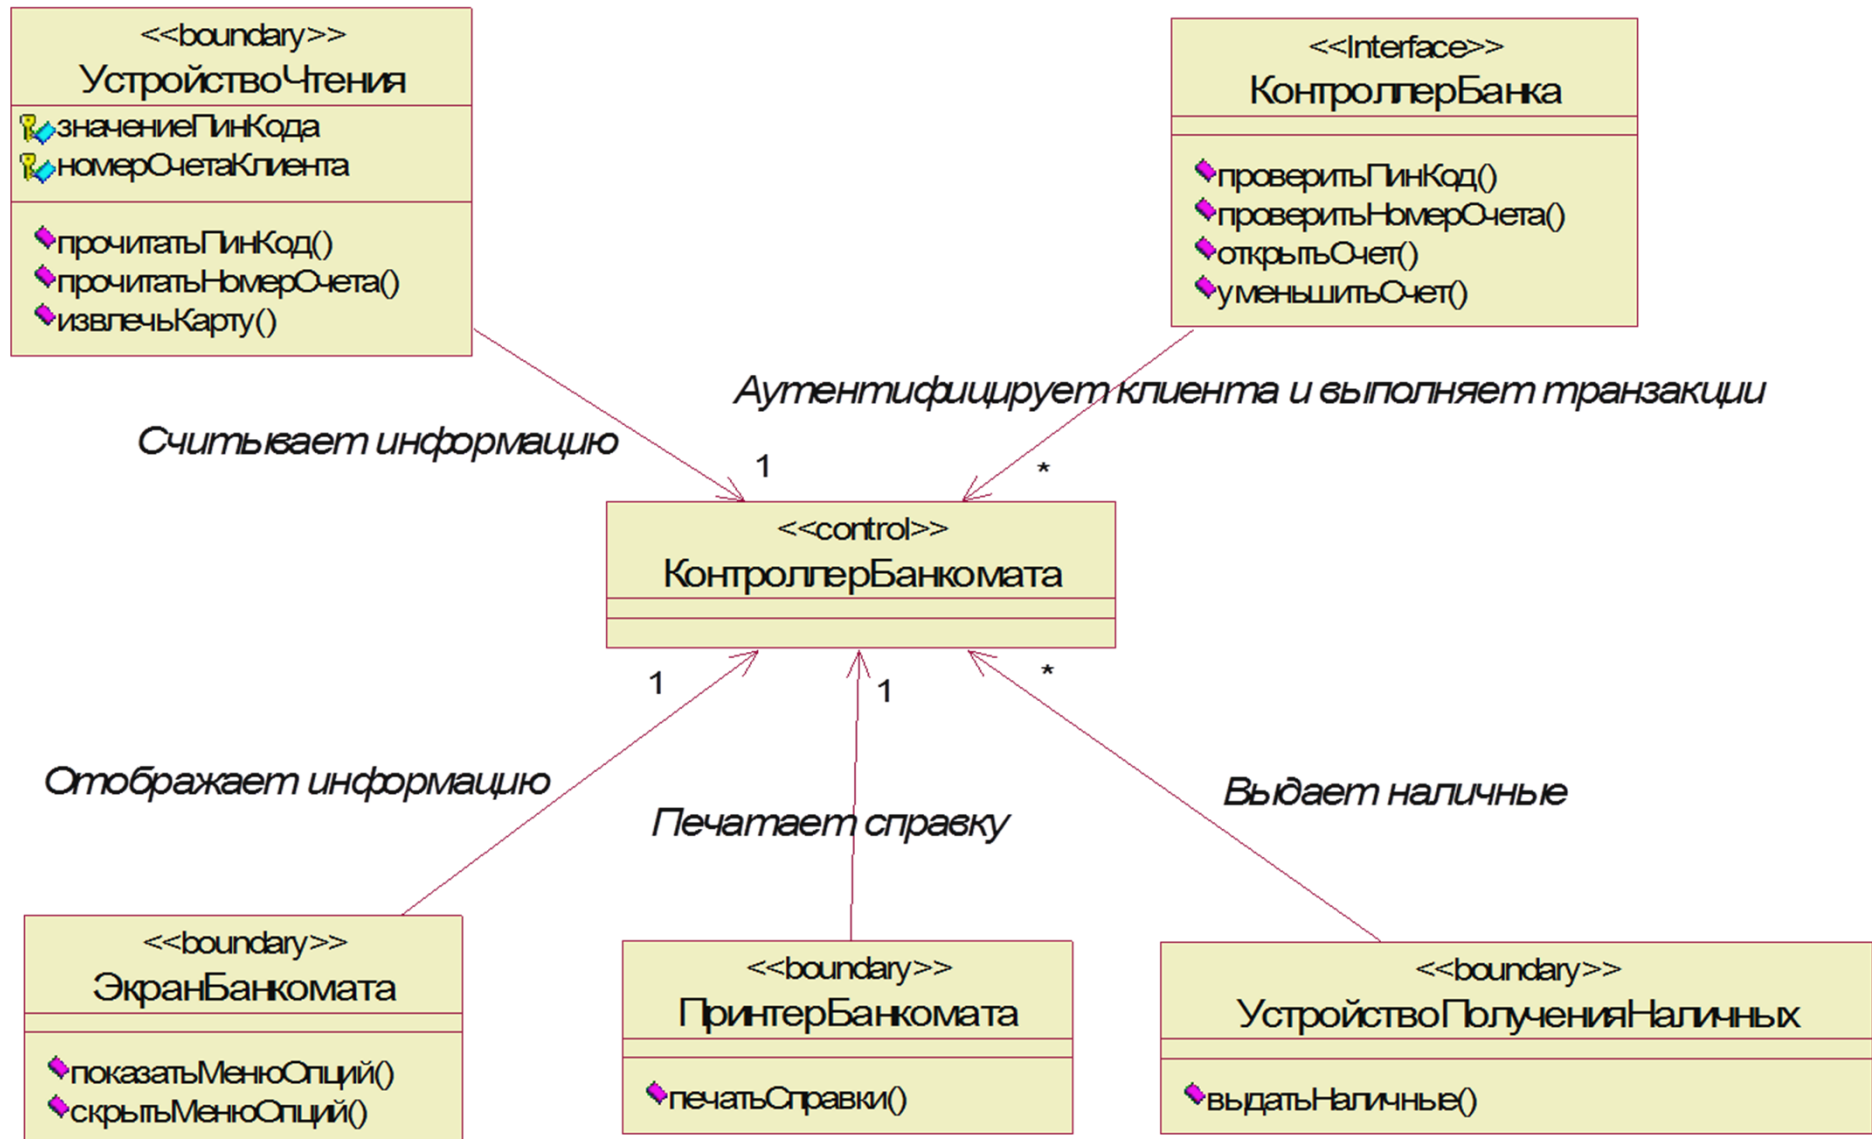 <<boundary>>
УстройствоЧтения
значениеПинКода
номерСчетаКлиента
прочитатьПинКод()
прочитатьНомерСчета()
извлечьКарту()
<<Interface>>
КонтроллерБанка
проверитьПинКод()
проверитьНомерСчета()
открытьСчет()
уменьшитьСчет()
Аутентифицирует клиента и выполняет транзакции
Считывает информацию
1
*
<<control>>
КонтроллерБанкомата
1
1
*
Отображает информацию
Печатает справку
Выдает наличные
<<boundary>>
ЭкранБанкомата
показатьМенюОпций()
скрытьМенюОпций()
<<boundary>>
ПринтерБанкомата
печатьСправки()
<<boundary>>
УстройствоПолученияНаличных
выдатьНаличные()